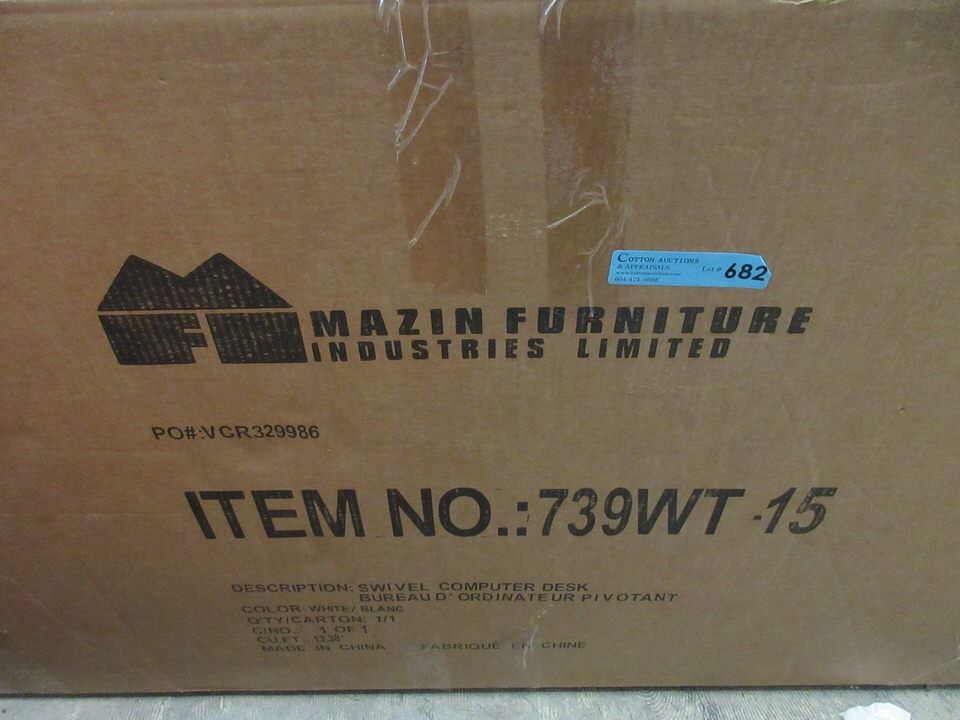 COTTON AUCTIONS
& APPRAISALS
Lot # 682
MFI
MAZIN FURNITURE
INDUSTRIES LIMITED
PO#:VCR329986
ITEM NO.:739WT-15
DESCRIPTION: SWIVEL COMPUTER DESK
BUREAU D'ORDINATEUR PIVOTANT
COLOR: WHITE/BLANC
Q'TY/CARTON: 1/1
C/NO.: 1 OF 1
CU.FT.: 13.38'
MADE IN CHINA FABRIQUÉ EN CHINE